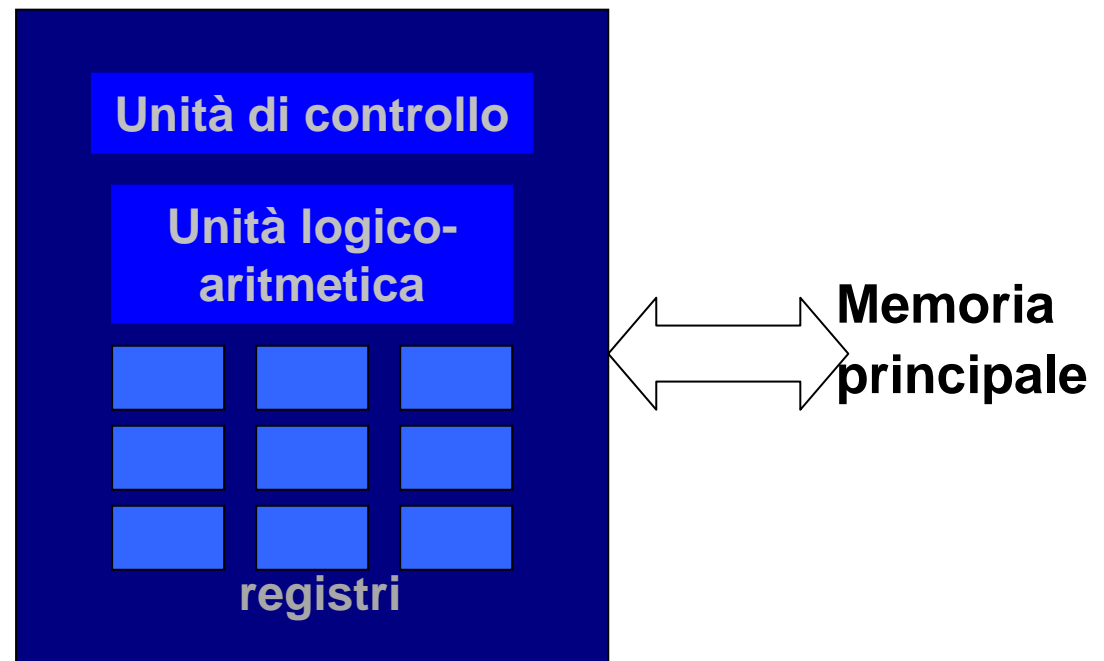 Unità di controllo
Unità logico-
aritmetica
registri
Memoria
principale